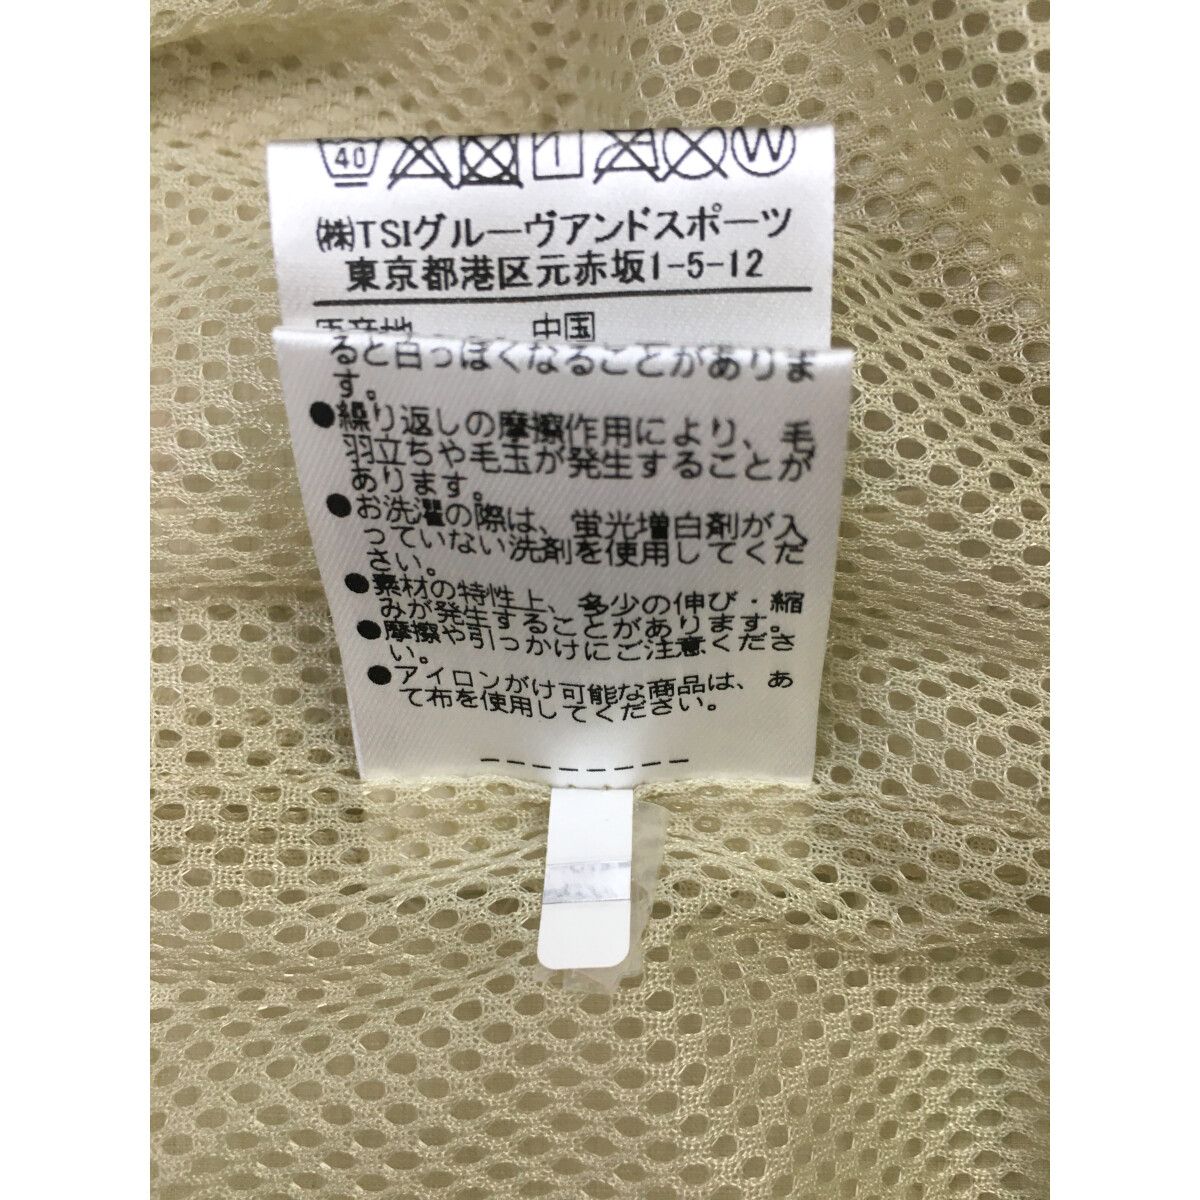 40 W
㈱TSIグルーヴアンドスポーツ
東京都港区元赤坂1-5-12
原産地 中国
ると白っぽくなることがありま
す。
●繰り返しの摩擦作用により、毛
羽立ちや毛玉が発生することが
あります。
●お洗濯の際は、蛍光増白剤が入
っていない洗剤を使用してくだ
さい。
●素材の特性上、多少の伸び・縮
みが発生することがあります。
●摩擦や引っかけにご注意くださ
い。
●アイロンがけ可能な商品は、あ
て布を使用してください。